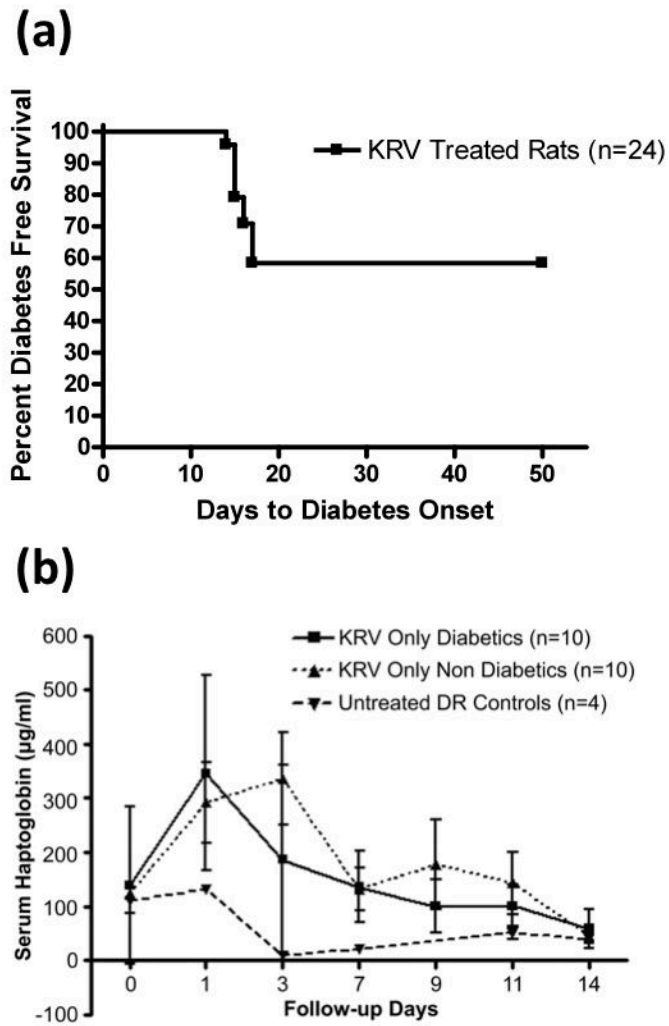 (a)
100
90
80
70
60
50
40
30
20
10
0
Percent Diabetes Free Survival
KRV Treated Rats (n=24)
0 10 20 30 40 50
Days to Diabetes Onset
(b)
600
500
400
300
200
100
0
-100
Serum Haptoglobin (µg/ml)
KRV Only Diabetics (n=10)
KRV Only Non Diabetics (n=10)
Untreated DR Controls (n=4)
0 1 3 7 9 11 14
Follow-up Days